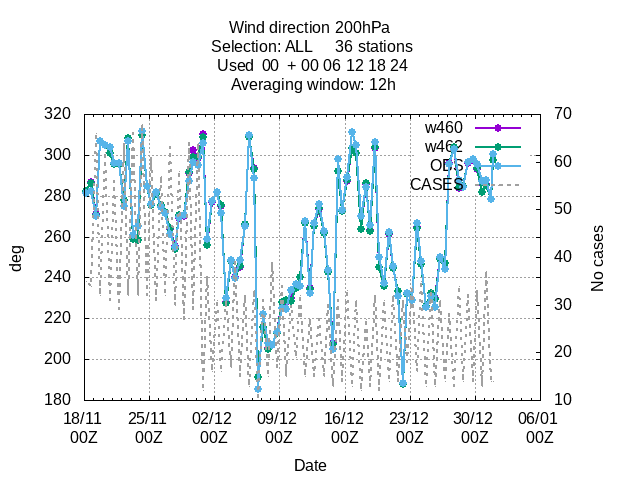 Wind direction 200hPa
Selection: ALL 36 stations
Used 00 + 00 06 12 18 24
Averaging window: 12h
320
300
280
260
240
220
200
180
deg
70
60
50
40
30
20
10
No cases
w460
w462
OBS
CASES
18/11 25/11 02/12 09/12 16/12 23/12 30/12 06/01
00Z 00Z 00Z 00Z 00Z 00Z 00Z 00Z
Date